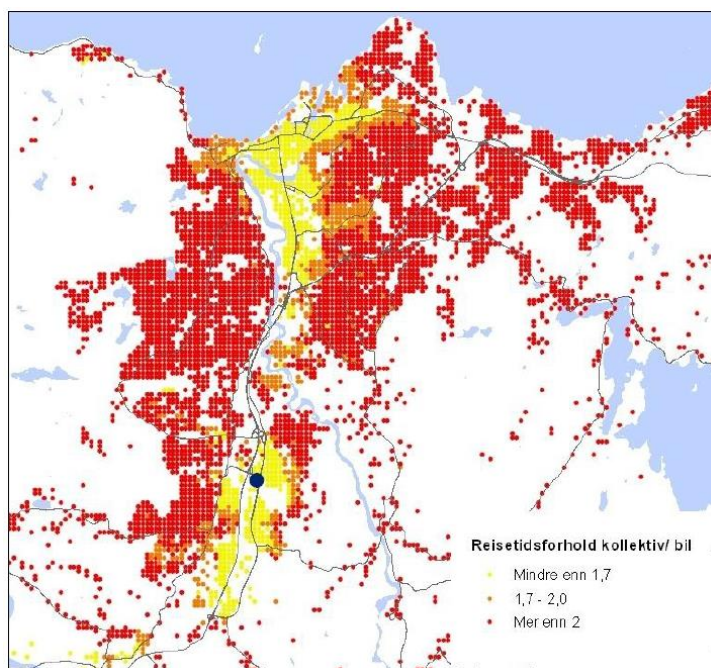 Reisetidsforhold kollektiv/ bil
Mindre enn 1,7
1,7 - 2,0
Mer enn 2